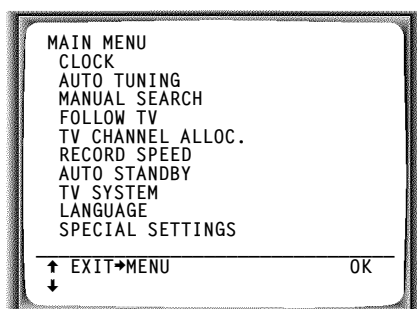 MAIN MENU
CLOCK
AUTO TUNING
MANUAL SEARCH
FOLLOW TV
TV CHANNEL ALLOC.
RECORD SPEED
AUTO STANDBY
TV SYSTEM
LANGUAGE
SPECIAL SETTINGS
↑ EXIT→MENU OK
↓